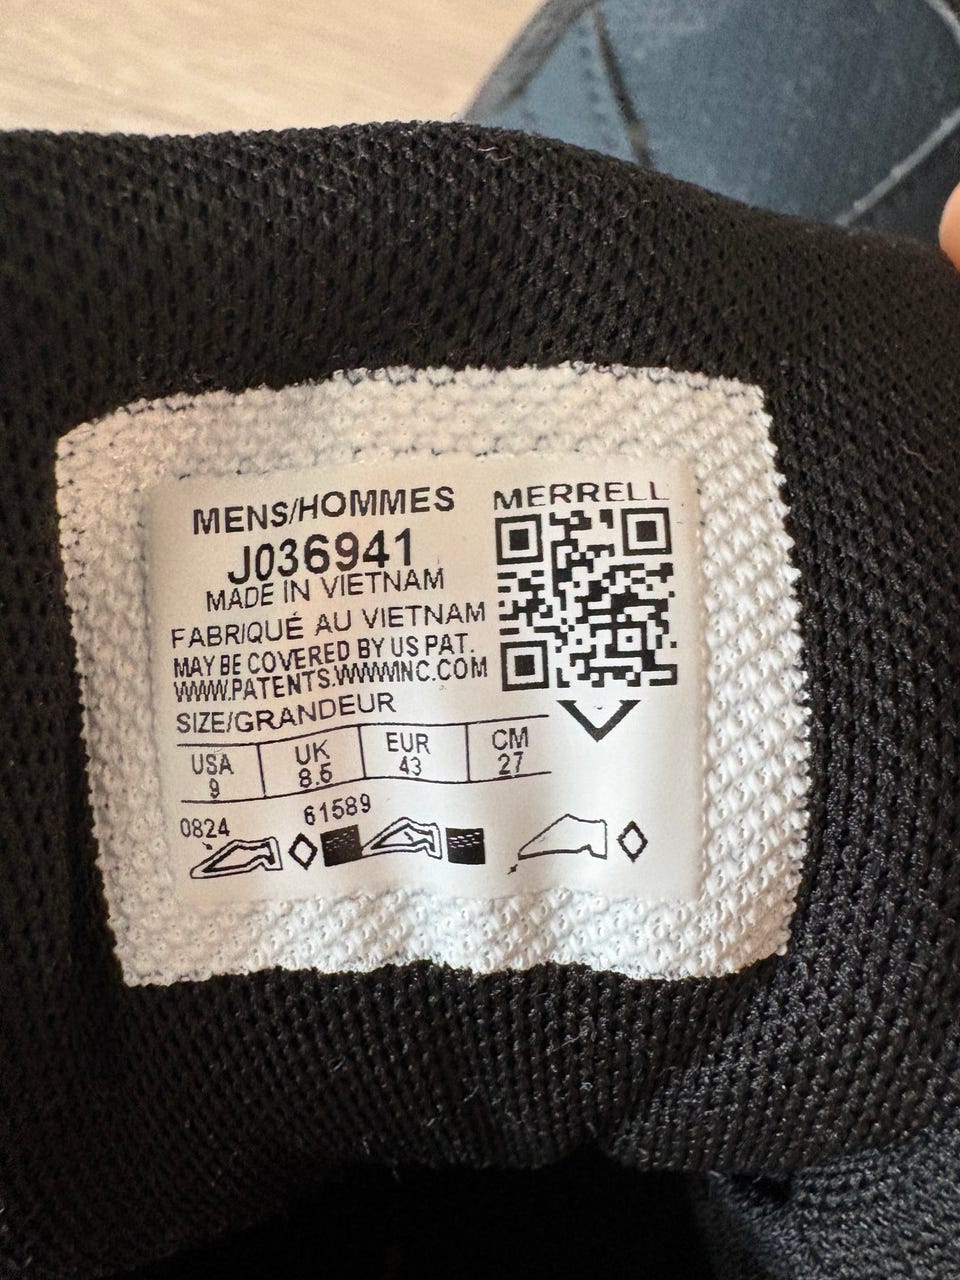 MENS/HOMMES
J036941
MADE IN VIETNAM
FABRIQUÉ AU VIETNAM
MAY BE COVERED BY US PAT.
WWW.PATENTS.WWWINC.COM
SIZE/GRANDEUR
USA UK EUR CM
9 8.5 43 27
0824 61589
MERRELL